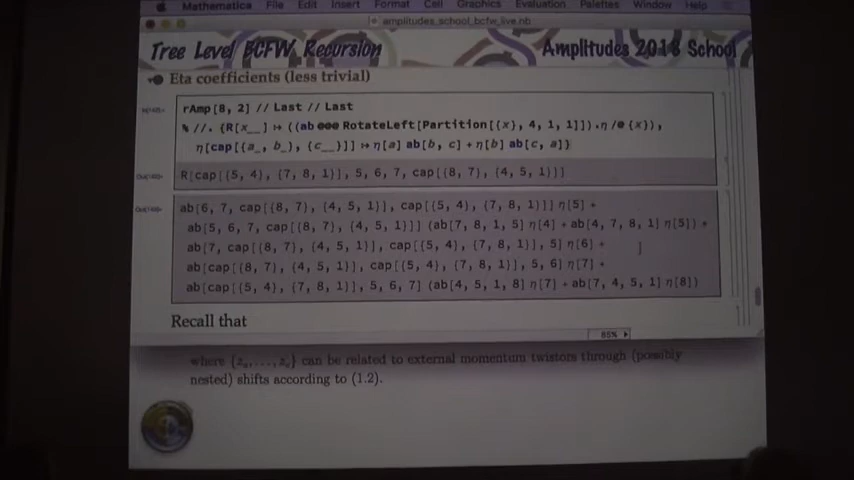 Mathematica File Edit Insert Format Cell Graphics Evaluation Palettes Window Help
amplitudes_school_bcfw_live.nb
Tree Level BCFW Recursion
Amplitudes 2018 School
Eta coefficients (less trivial)
rAmp[8, 2] // Last // Last
% //. {R[x__] ↦ ((ab @@@ RotateLeft[Partition[{x}, 4, 1, 1]]).η /@ {x}),
η[cap[{a_, b_}, {c__}]] ↦ η[a] ab[b, c] + η[b] ab[c, a]}
R[cap[{5, 4}, {7, 8, 1}], 5, 6, 7, cap[{8, 7}, {4, 5, 1}]]
ab[6, 7, cap[{8, 7}, {4, 5, 1}], cap[{5, 4}, {7, 8, 1}]] η[5] +
ab[5, 6, 7, cap[{8, 7}, {4, 5, 1}]] (ab[7, 8, 1, 5] η[4] + ab[4, 7, 8, 1] η[5]) +
ab[7, cap[{8, 7}, {4, 5, 1}], cap[{5, 4}, {7, 8, 1}], 5] η[6] +
ab[cap[{8, 7}, {4, 5, 1}], cap[{5, 4}, {7, 8, 1}], 5, 6] η[7] +
ab[cap[{5, 4}, {7, 8, 1}], 5, 6, 7] (ab[4, 5, 1, 8] η[7] + ab[7, 4, 5, 1] η[8])
Recall that
85%
where {z_a, ..., z_e} can be related to external momentum twistors through (possibly
nested) shifts according to (1.2).